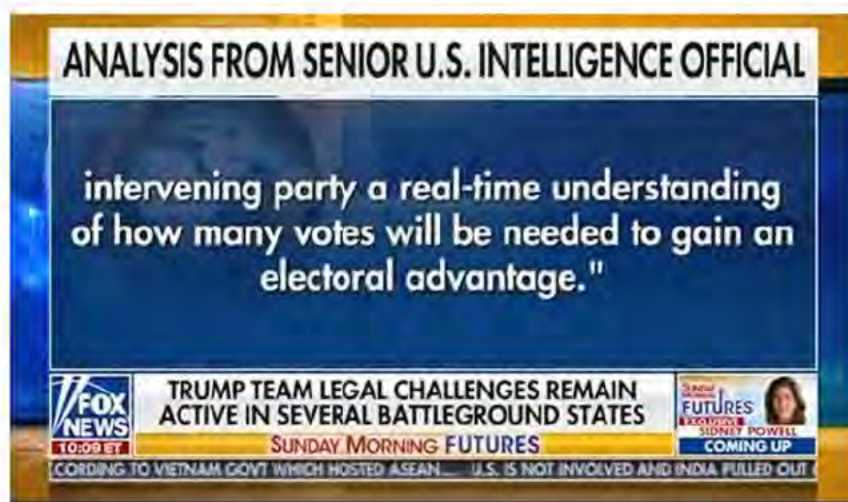 ANALYSIS FROM SENIOR U.S. INTELLIGENCE OFFICIAL
intervening party a real-time understanding
of how many votes will be needed to gain an
electoral advantage."
FOX
NEWS
10:09 ET
TRUMP TEAM LEGAL CHALLENGES REMAIN
ACTIVE IN SEVERAL BATTLEGROUND STATES
SUNDAY MORNING FUTURES
SUNDAY
MORNING
FUTURES
EXCLUSIVE
SIDNEY POWELL
COMING UP
CORDING TO VIETNAM GOVT WHICH HOSTED ASEAN... U.S. IS NOT INVOLVED AND INDIA PULLED OUT